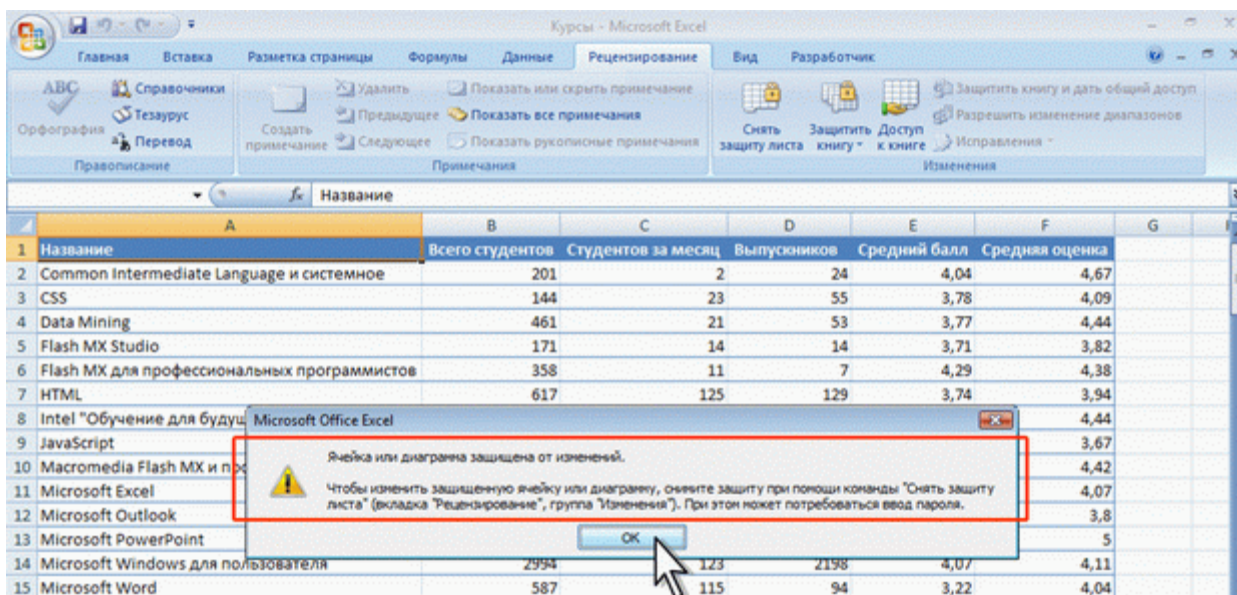 Курсы - Microsoft Excel
Главная Вставка Разметка страницы Формулы Данные Рецензирование Вид Разработчик
ABC
Орфография
Справочники
Тезаурус
Перевод
Правописание
Создать примечание
Удалить
Предыдущее
Следующее
Показать или скрыть примечание
Показать все примечания
Показать рукописные примечания
Примечания
Снять защиту листа
Защитить книгу
Доступ к книге
Защитить книгу и дать общий доступ
Разрешить изменение диапазонов
Исправления
Изменения
fx Название
A B C D E F G
1 Название Всего студентов Студентов за месяц Выпускников Средний балл Средняя оценка
2 Common Intermediate Language и системное 201 2 24 4,04 4,67
3 CSS 144 23 55 3,78 4,09
4 Data Mining 461 21 53 3,77 4,44
5 Flash MX Studio 171 14 14 3,71 3,82
6 Flash MX для профессиональных программистов 358 11 7 4,29 4,38
7 HTML 617 125 129 3,74 3,94
8 Intel "Обучение для будущ 4,44
9 JavaScript 3,67
10 Macromedia Flash MX и п 4,42
11 Microsoft Excel 4,07
12 Microsoft Outlook 3,8
13 Microsoft PowerPoint 5
14 Microsoft Windows для пользователя 2994 123 2198 4,07 4,11
15 Microsoft Word 587 115 94 3,22 4,04
Microsoft Office Excel
Ячейка или диаграмма защищена от изменений.
Чтобы изменить защищенную ячейку или диаграмму, снимите защиту при помощи команды "Снять защиту
листа" (вкладка "Рецензирование", группа "Изменения"). При этом может потребоваться ввод пароля.
OK